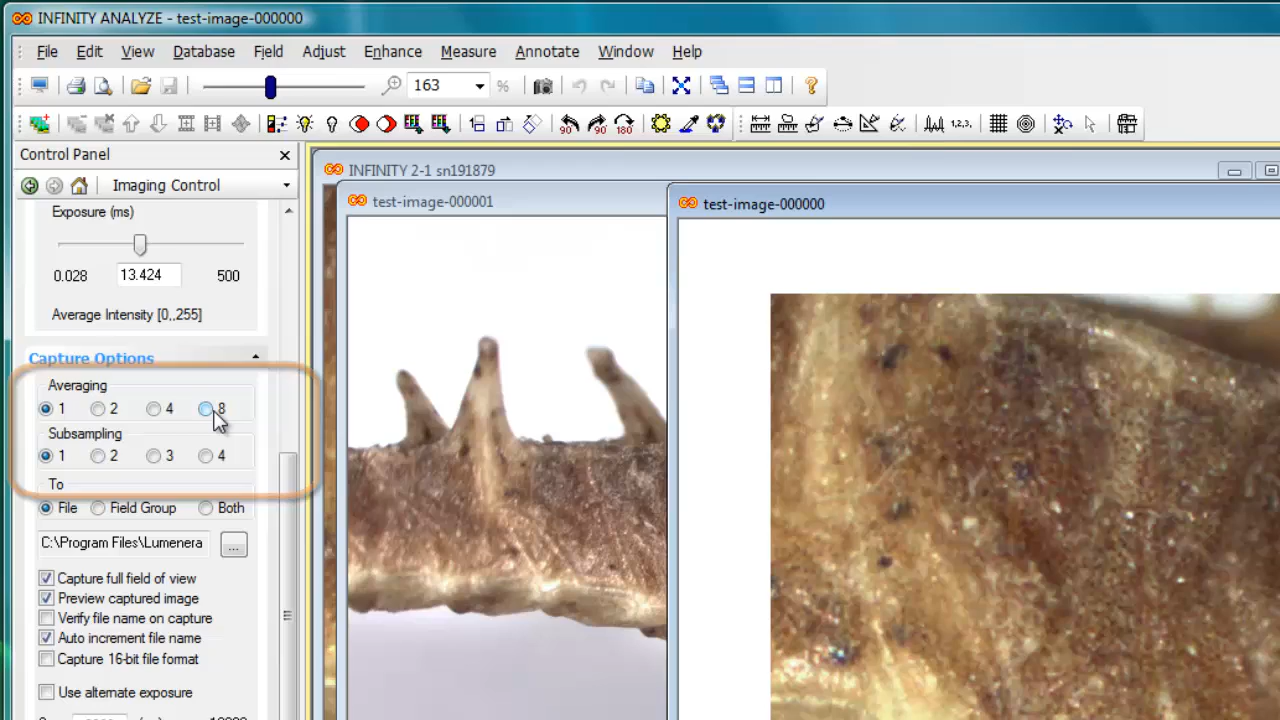 INFINITY ANALYZE - test-image-000000
File Edit View Database Field Adjust Enhance Measure Annotate Window Help
163 %
Control Panel
Imaging Control
INFINITY 2-1 sn191879
test-image-000001
test-image-000000
Exposure (ms)
0.028 13.424 500
Average Intensity [0,,255]
Capture Options
Averaging
1 2 4 8
Subsampling
1 2 3 4
To
File Field Group Both
C:\Program Files\Lumenera ...
Capture full field of view
Preview captured image
Verify file name on capture
Auto increment file name
Capture 16-bit file format
Use alternate exposure